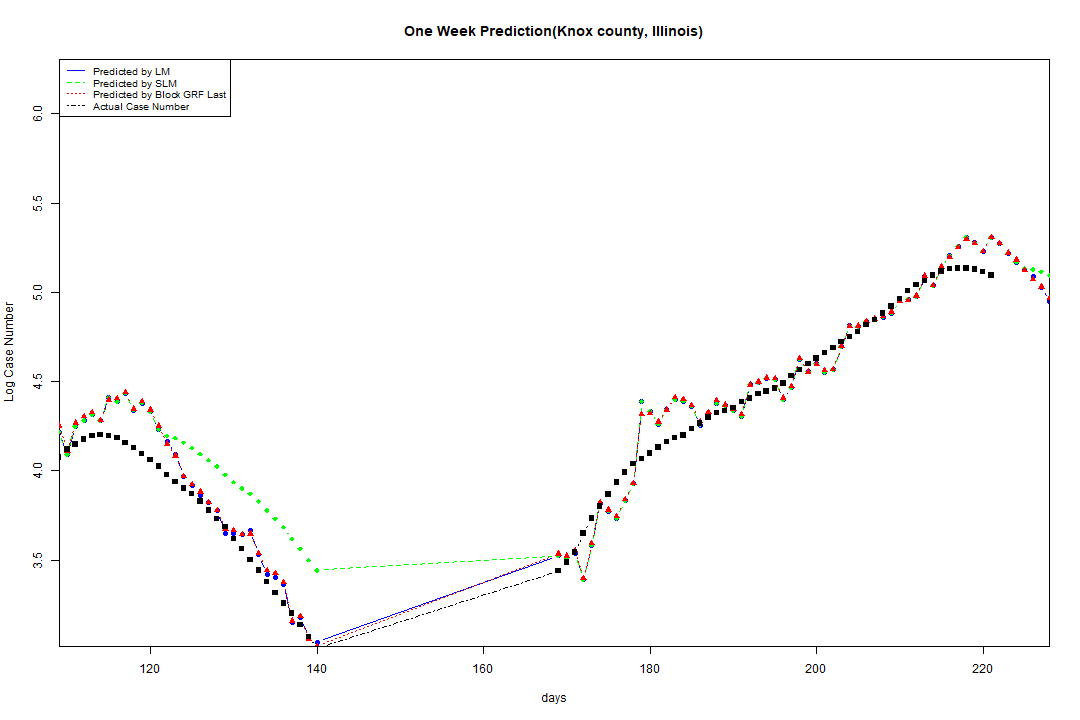 One Week Prediction(Knox county, Illinois)
Predicted by LM
Predicted by SLM
Predicted by Block GRF Last
Actual Case Number
Log Case Number
6.0
5.5
5.0
4.5
4.0
3.5
120 140 160 180 200 220
days